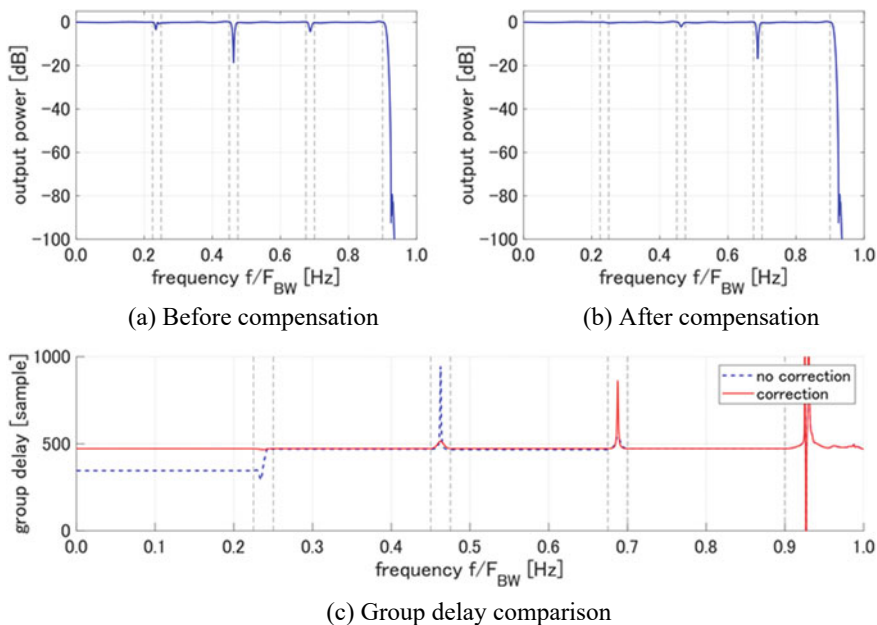 0
−20
−40
−60
−80
−100
0.0 0.2 0.4 0.6 0.8 1.0
output power [dB]
frequency f/F_BW [Hz]
(a) Before compensation
0
−20
−40
−60
−80
−100
0.0 0.2 0.4 0.6 0.8 1.0
output power [dB]
frequency f/F_BW [Hz]
(b) After compensation
1000
500
0
0.0 0.1 0.2 0.3 0.4 0.5 0.6 0.7 0.8 0.9 1.0
group delay [sample]
no correction
correction
frequency f/F_BW [Hz]
(c) Group delay comparison